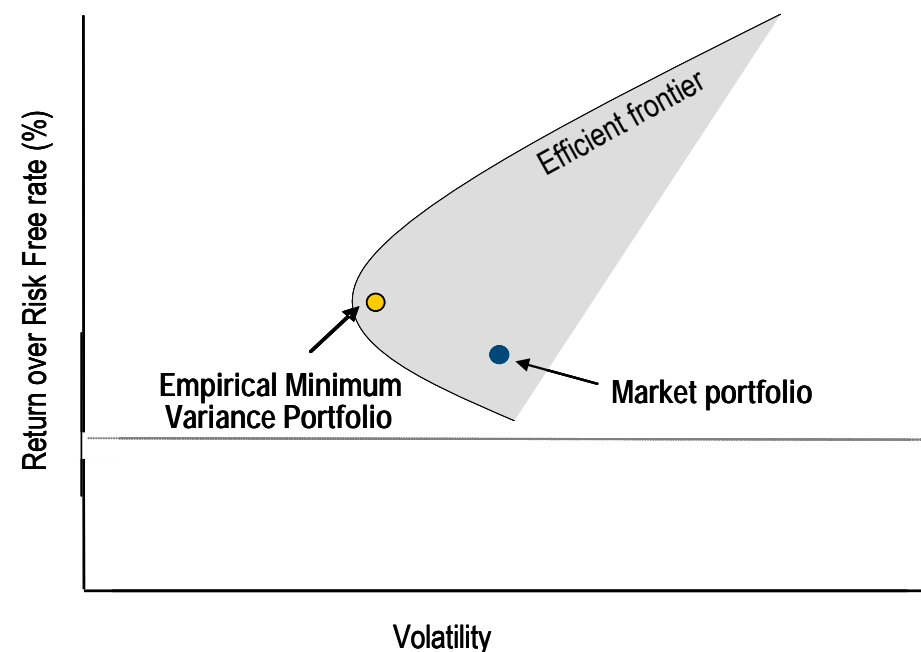 Return over Risk Free rate (%)
Efficient frontier
Empirical Minimum
Variance Portfolio
Market portfolio
Volatility